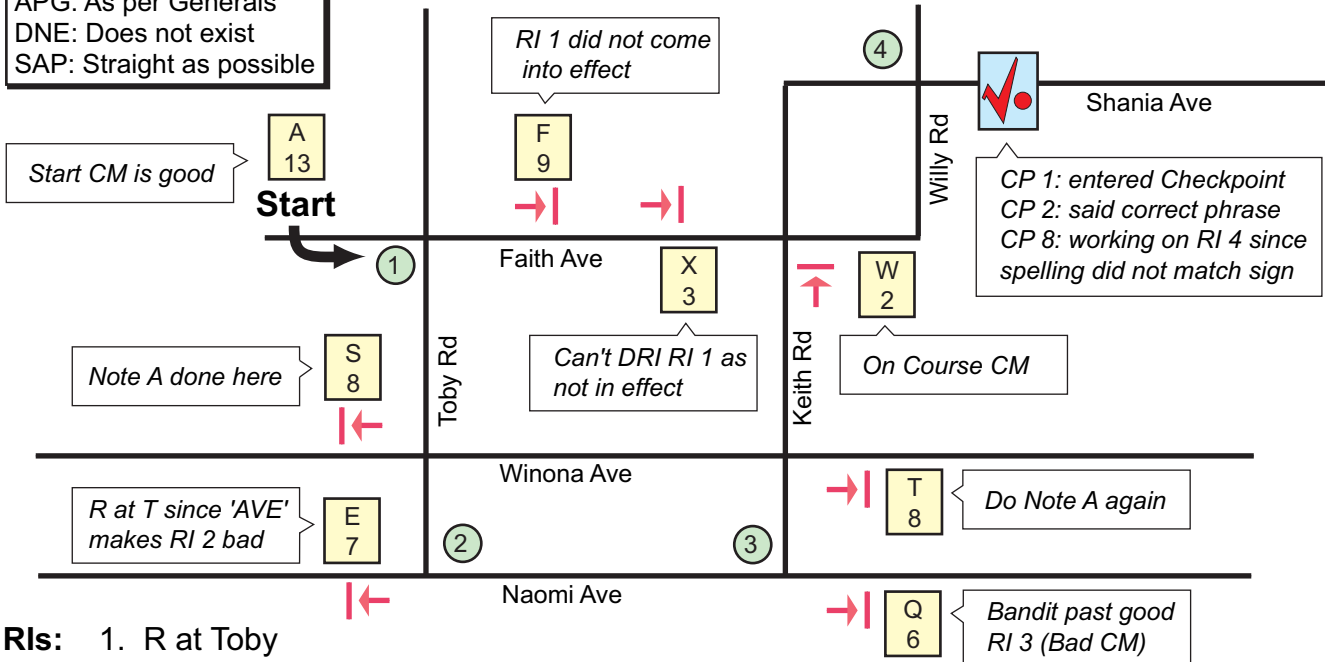 APG: As per Generals
DNE: Does not exist
SAP: Straight as possible
RI 1 did not come
into effect
4
Shania Ave
A
13
Start CM is good
F
9
Willy Rd
Start
CP 1: entered Checkpoint
CP 2: said correct phrase
CP 8: working on RI 4 since
spelling did not match sign
1
Faith Ave
X
3
W
2
Note A done here
S
8
Toby Rd
Can't DRI RI 1 as
not in effect
Keith Rd
On Course CM
Winona Ave
R at T since 'AVE'
makes RI 2 bad
E
7
2
3
T
8
Do Note A again
Naomi Ave
Q
6
Bandit past good
RI 3 (Bad CM)
RIs: 1. R at Toby